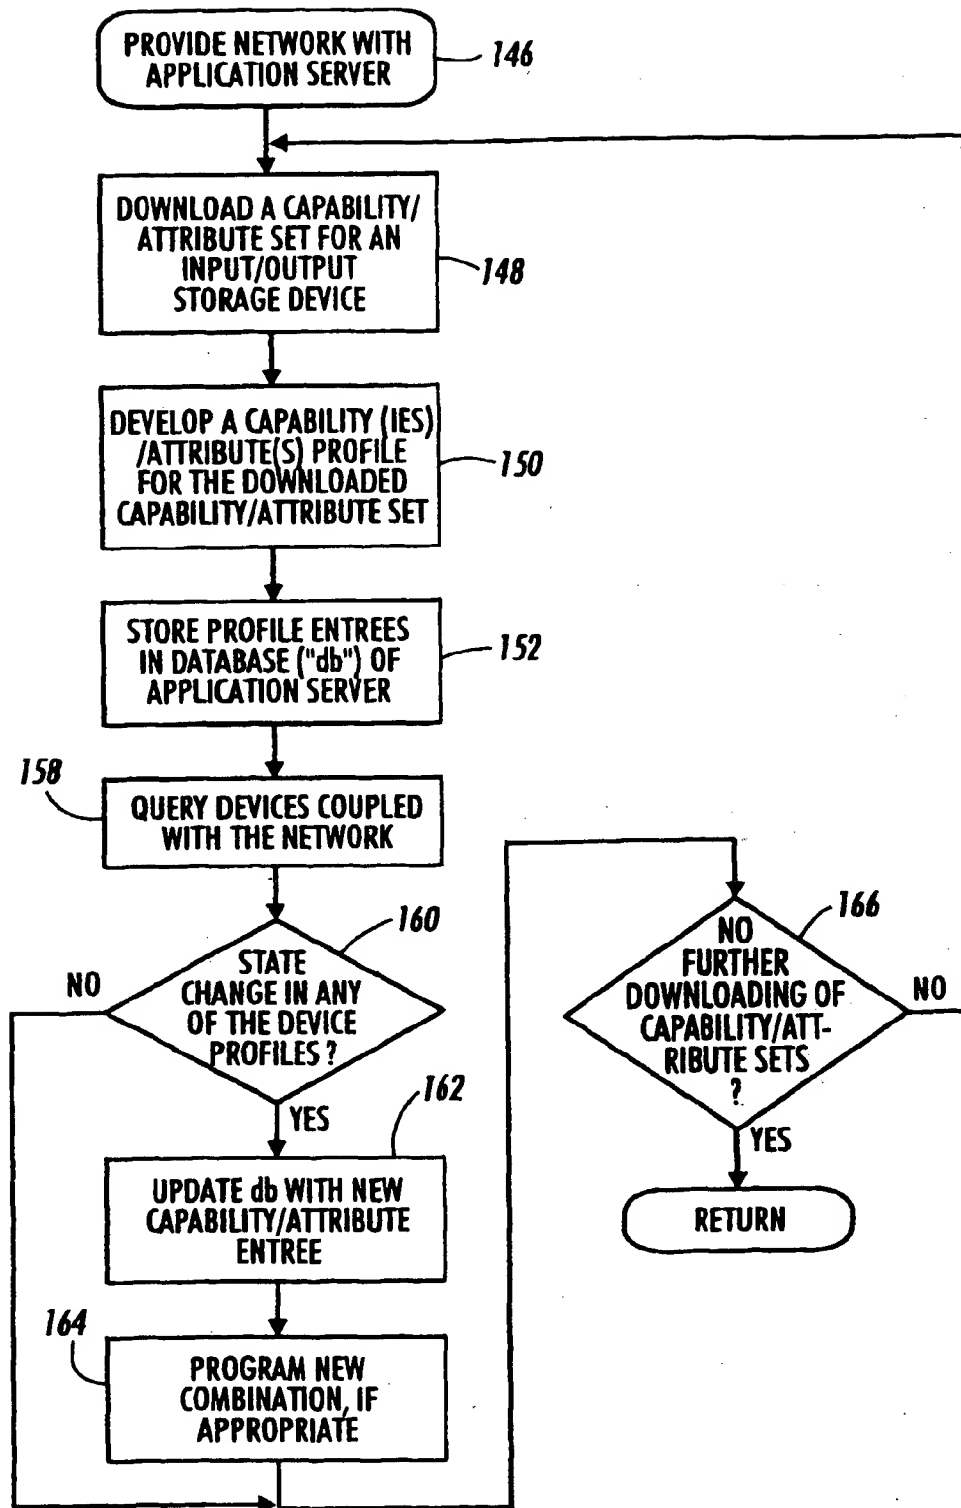 PROVIDE NETWORK WITH
APPLICATION SERVER
146
DOWNLOAD A CAPABILITY/
ATTRIBUTE SET FOR AN
INPUT/OUTPUT
STORAGE DEVICE
148
DEVELOP A CAPABILITY (IES)
/ATTRIBUTE(S) PROFILE
FOR THE DOWNLOADED
CAPABILITY/ATTRIBUTE SET
150
STORE PROFILE ENTREES
IN DATABASE ("db") OF
APPLICATION SERVER
152
158
QUERY DEVICES COUPLED
WITH THE NETWORK
160
STATE
CHANGE IN ANY
OF THE DEVICE
PROFILES ?
NO
YES
162
UPDATE db WITH NEW
CAPABILITY/ATTRIBUTE
ENTREE
164
PROGRAM NEW
COMBINATION, IF
APPROPRIATE
166
NO
FURTHER
DOWNLOADING OF
CAPABILITY/ATT-
RIBUTE SETS
?
NO
YES
RETURN